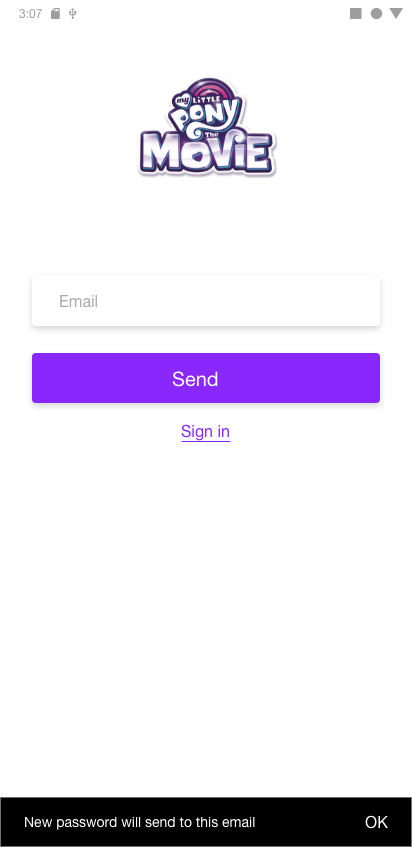 3:07
my LiTTLE
PONY
The
MOViE
Email
Send
Sign in
New password will send to this email
OK